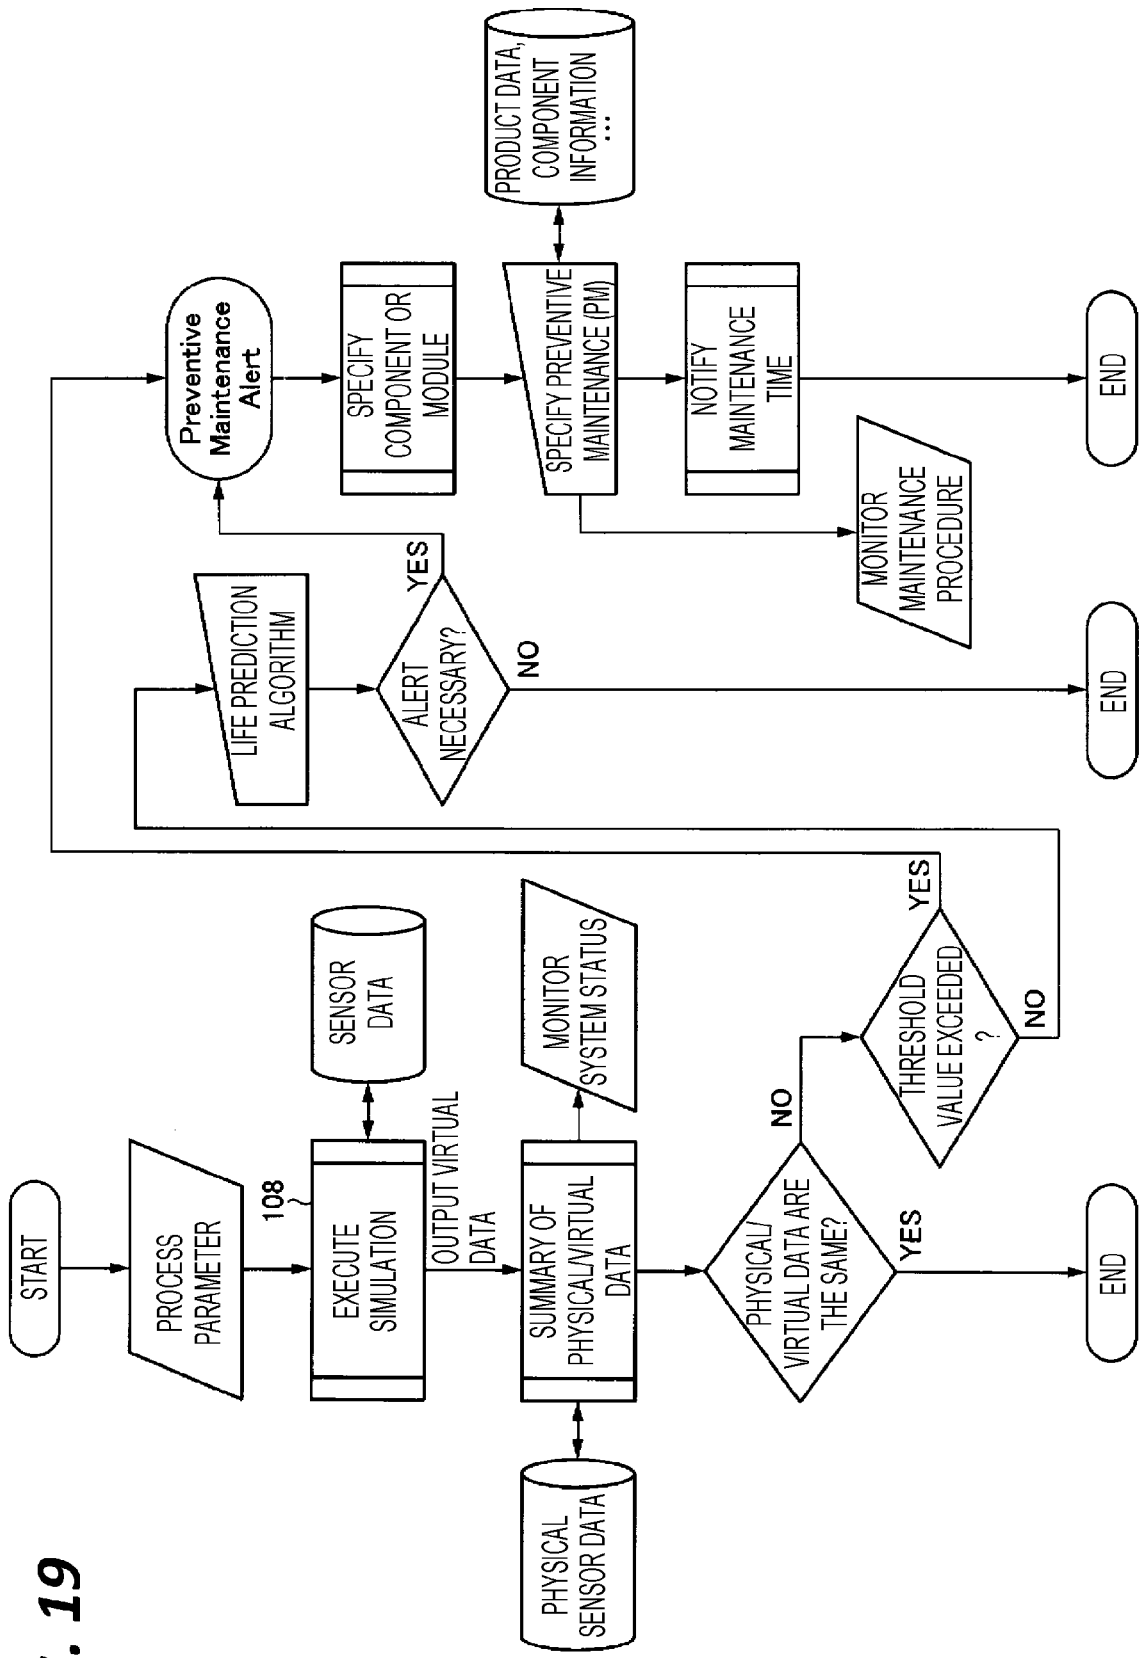 . 19
START
PROCESS
PARAMETER
108
EXECUTE
SIMULATION
SENSOR
DATA
OUTPUT VIRTUAL
DATA
PHYSICAL
SENSOR DATA
SUMMARY OF
PHYSICAL/VIRTUAL
DATA
MONITOR
SYSTEM STATUS
PHYSICAL/
VIRTUAL DATA ARE
THE SAME?
NO
YES
END
THRESHOLD
VALUE EXCEEDED
?
YES
NO
LIFE PREDICTION
ALGORITHM
ALERT
NECESSARY?
YES
NO
END
Preventive
Maintenance
Alert
SPECIFY
COMPONENT OR
MODULE
SPECIFY PREVENTIVE
MAINTENANCE (PM)
PRODUCT DATA,
COMPONENT
INFORMATION
...
NOTIFY
MAINTENANCE
TIME
MONITOR
MAINTENANCE
PROCEDURE
END